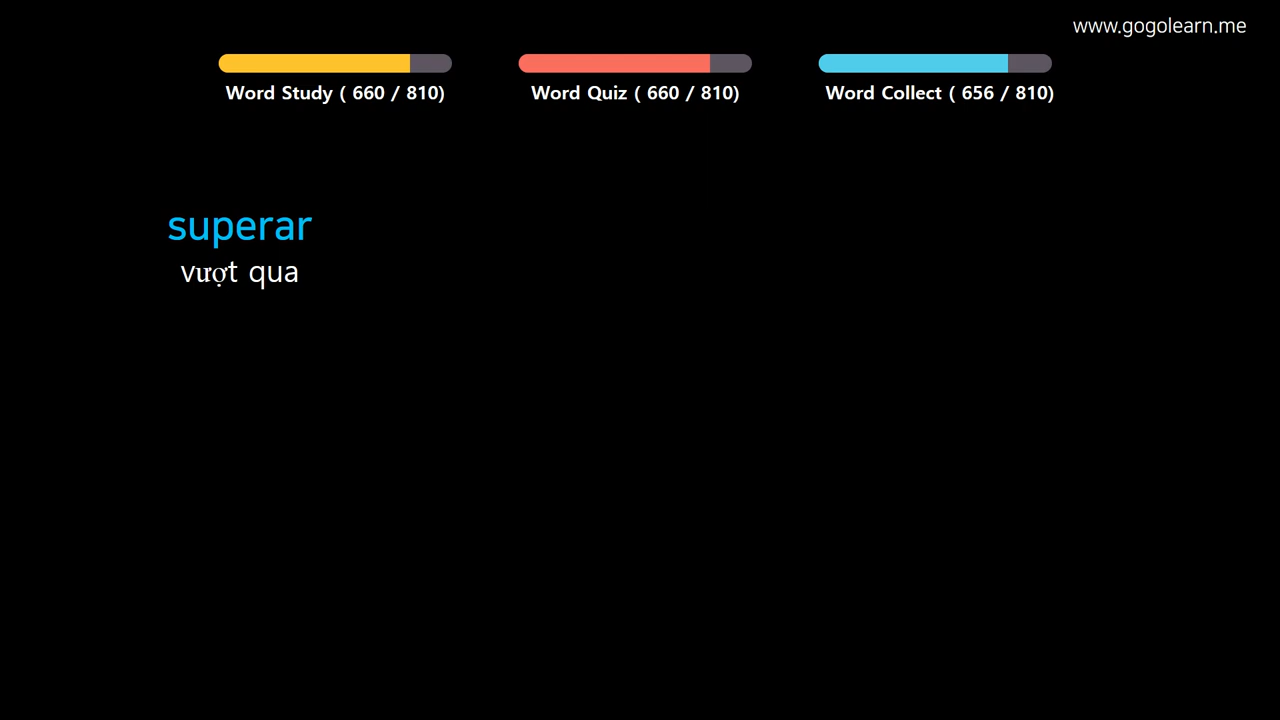 www.gogolearn.me
Word Study ( 660 / 810)
Word Quiz ( 660 / 810)
Word Collect ( 656 / 810)
superar
vượt qua